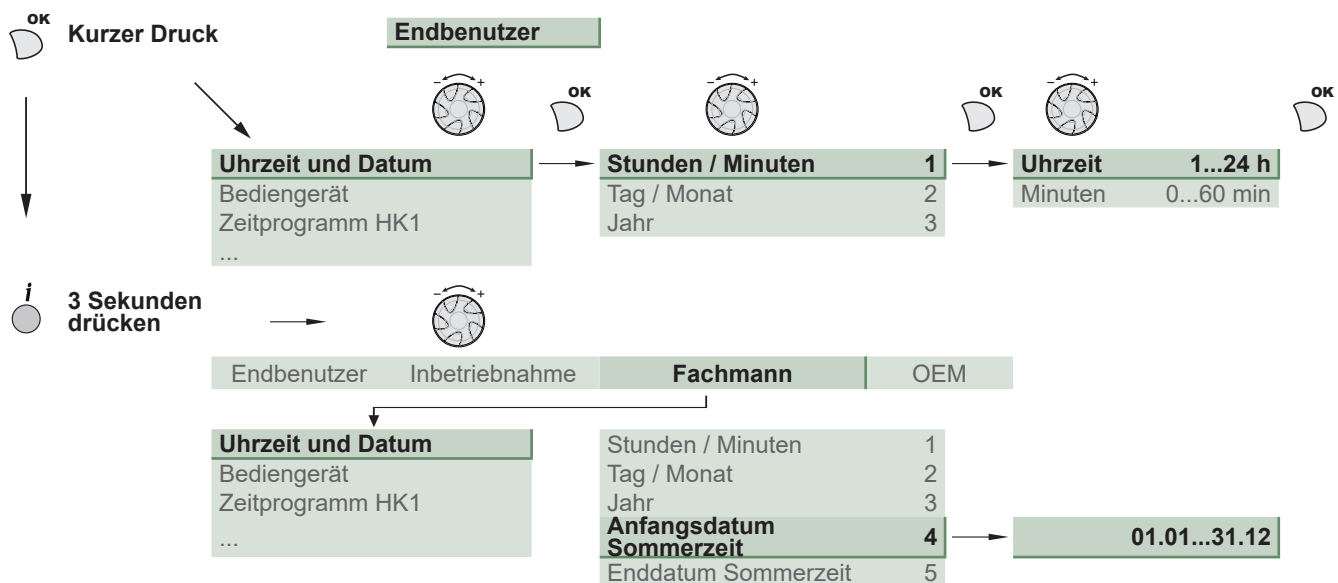 OK
Kurzer Druck
Endbenutzer
- +
OK
- +
OK
- +
OK
Uhrzeit und Datum
Bediengerät
Zeitprogramm HK1
...
Stunden / Minuten 1
Tag / Monat 2
Jahr 3
Uhrzeit 1...24 h
Minuten 0...60 min
i
3 Sekunden
drücken
- +
Endbenutzer Inbetriebnahme Fachmann OEM
Uhrzeit und Datum
Bediengerät
Zeitprogramm HK1
...
Stunden / Minuten 1
Tag / Monat 2
Jahr 3
Anfangsdatum
Sommerzeit 4
01.01...31.12
Enddatum Sommerzeit 5